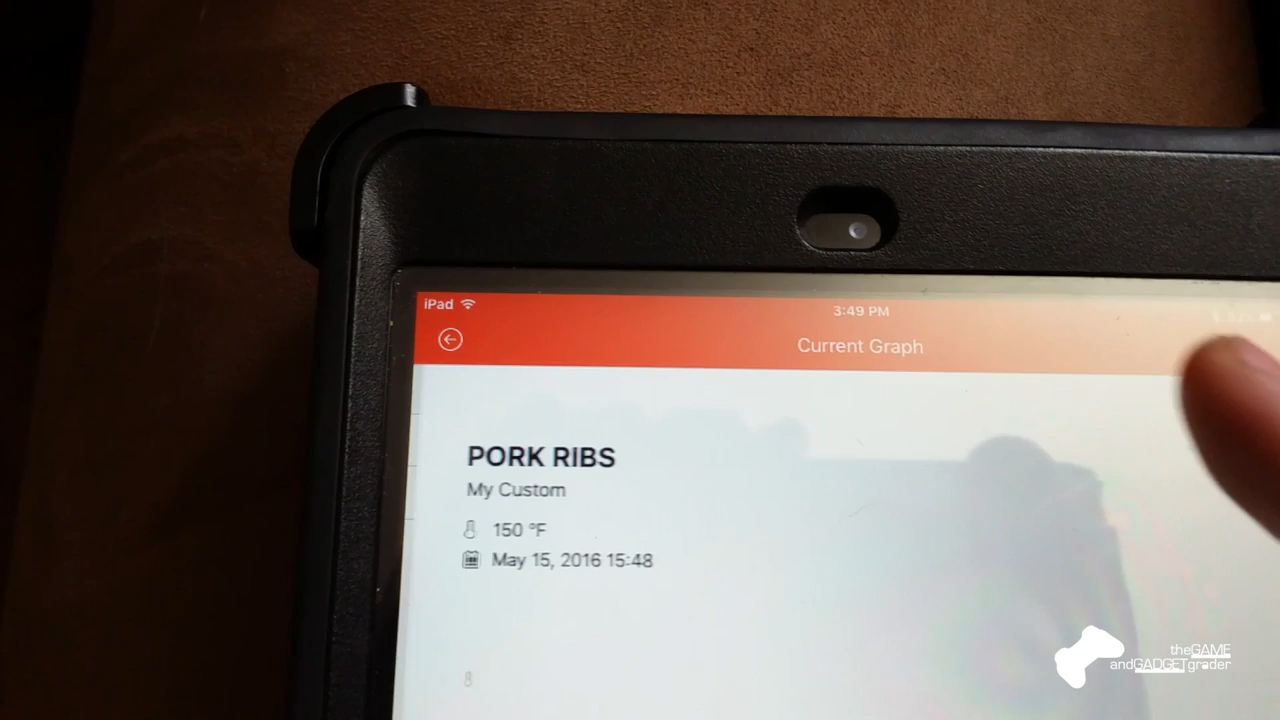 iPad
3:49 PM
Current Graph
PORK RIBS
My Custom
150 °F
May 15, 2016 15:48
theGAME
andGADGETgrader